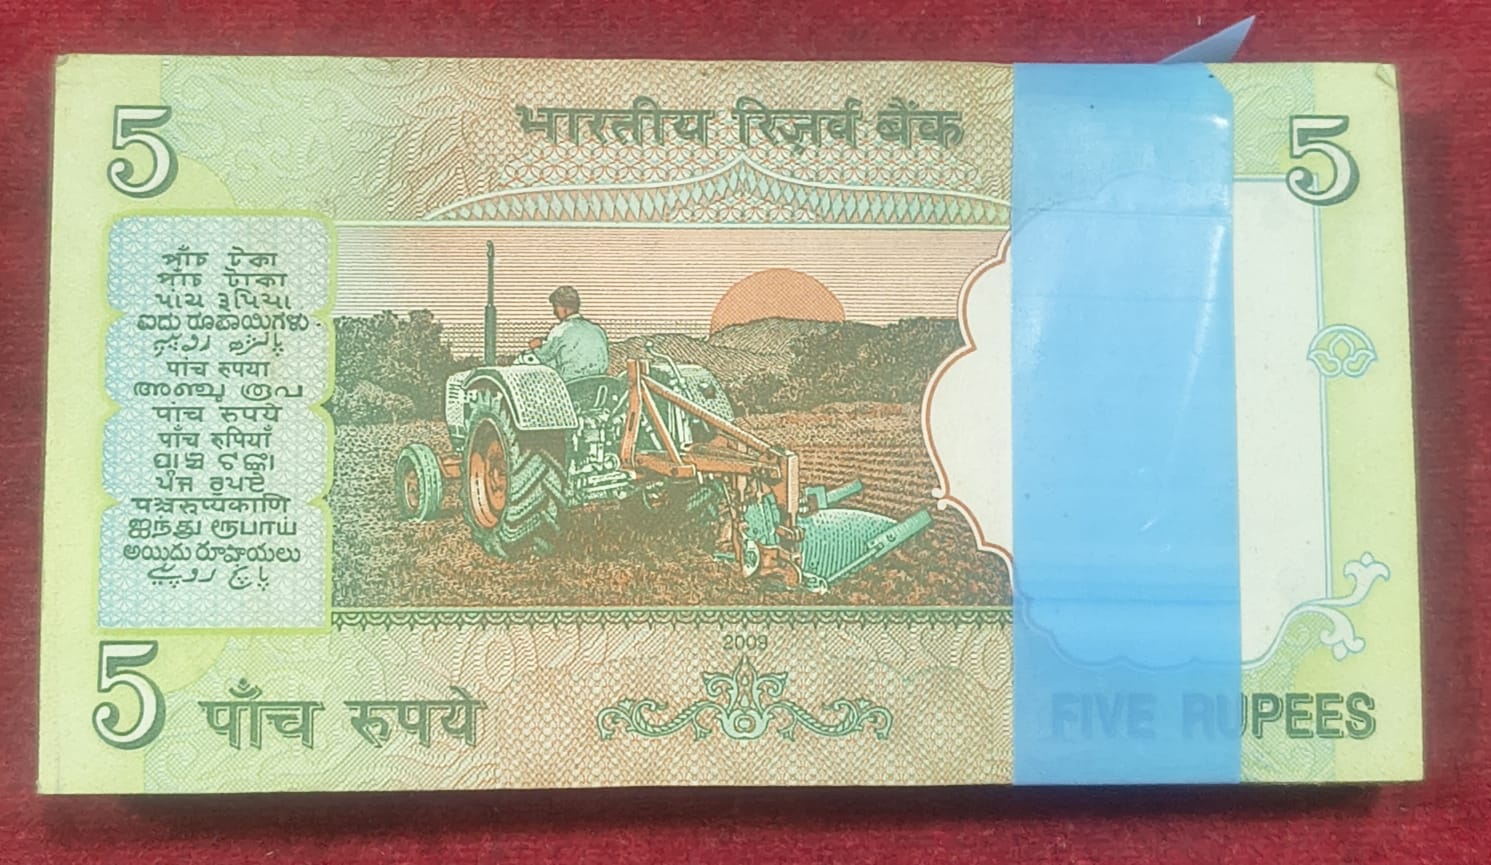 भारतीय रिज़र्व बैंक
5
5
পাঁচ টকা
পাঁচ টাকা
પાંચ રૂપિયા
ಐದು ರೂಪಾಯಿಗಳು
پانژھ روپیہ
पांच रुपया
അഞ്ചു രൂപ
पांच रुपये
पाँच रुपियाँ
ପାଞ୍ଚ ଟଙ୍କା
ਪੰਜ ਰੁਪਏ
पञ्चरुप्यकाणि
ஐந்து ரூபாய்
అయిదు రూపాయలు
پانچ روپیے
2009
5 पाँच रुपये
FIVE RUPEES